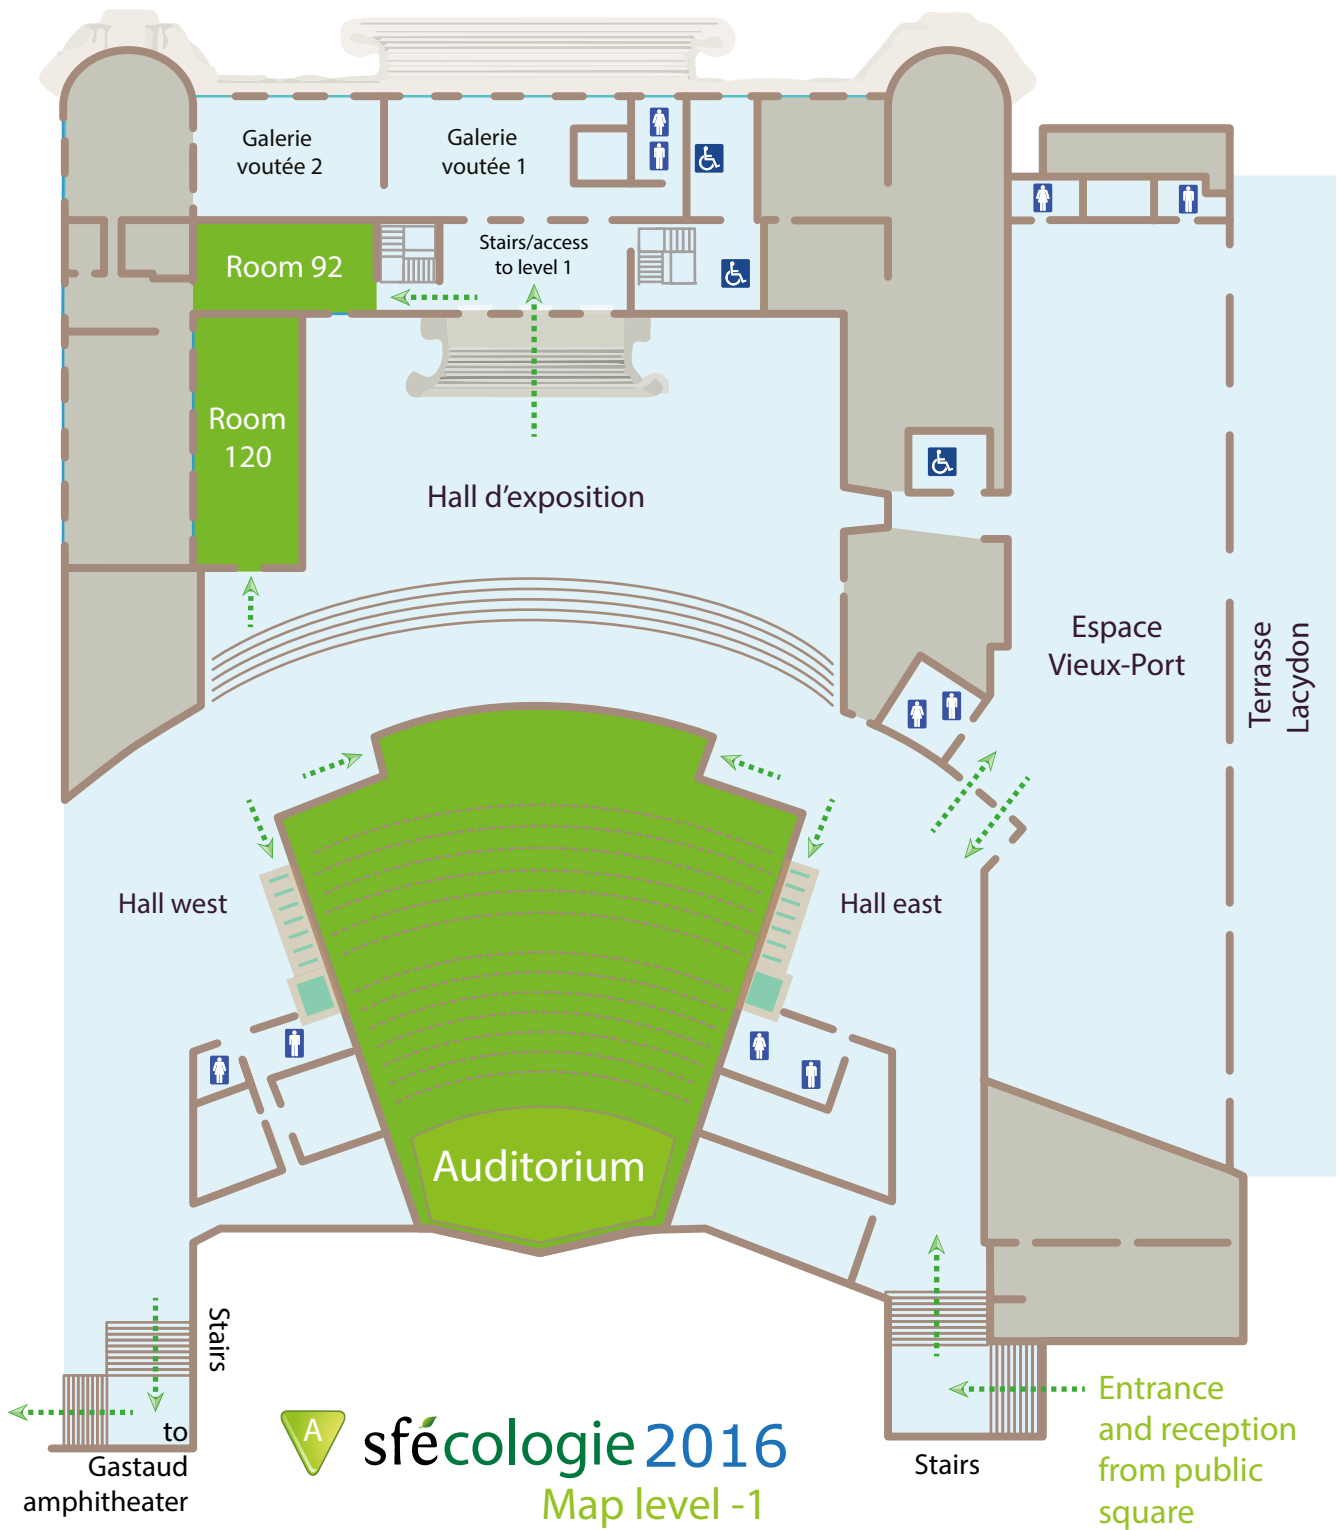 Galerie
voutée 2
Galerie
voutée 1
Stairs/access
to level 1
Room 92
Room
120
Hall d'exposition
Espace
Vieux-Port
Terrasse
Lacydon
Hall west
Hall east
Auditorium
Stairs
to
Gastaud
amphitheater
A
sfécologie 2016
Map level -1
Stairs
Entrance
and reception
from public
square